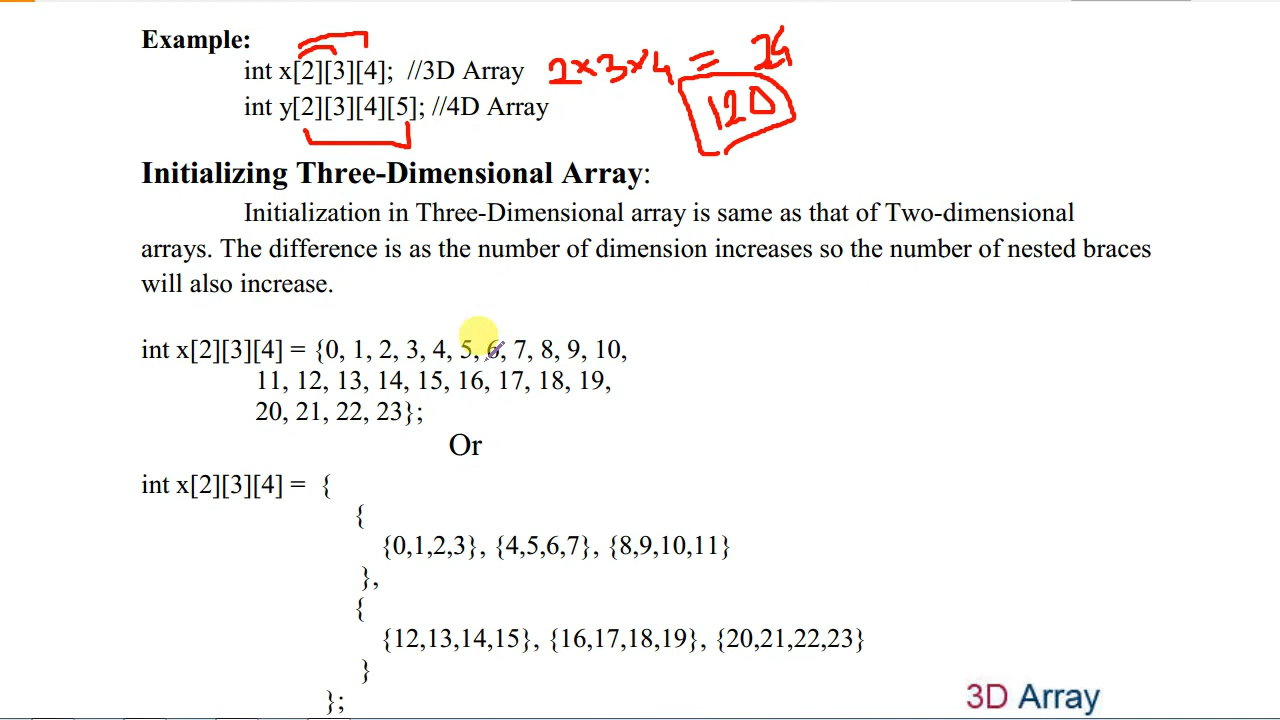 Example:
int x[2][3][4]; //3D Array 2×3×4 = 24
int y[2][3][4][5]; //4D Array 120
Initializing Three-Dimensional Array:
Initialization in Three-Dimensional array is same as that of Two-dimensional
arrays. The difference is as the number of dimension increases so the number of nested braces
will also increase.
int x[2][3][4] = {0, 1, 2, 3, 4, 5, 6, 7, 8, 9, 10,
11, 12, 13, 14, 15, 16, 17, 18, 19,
20, 21, 22, 23};
Or
int x[2][3][4] = {
{
{0,1,2,3}, {4,5,6,7}, {8,9,10,11}
},
{
{12,13,14,15}, {16,17,18,19}, {20,21,22,23}
}
};
3D Array